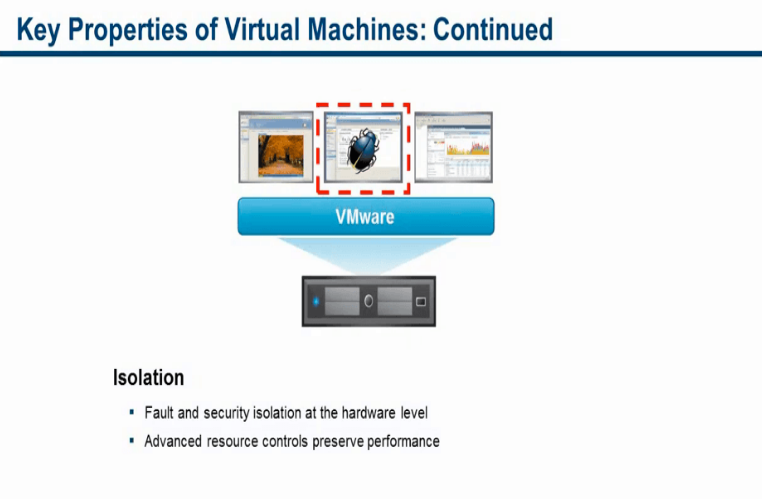 Key Properties of Virtual Machines: Continued
VMware
Isolation
▪ Fault and security isolation at the hardware level
▪ Advanced resource controls preserve performance